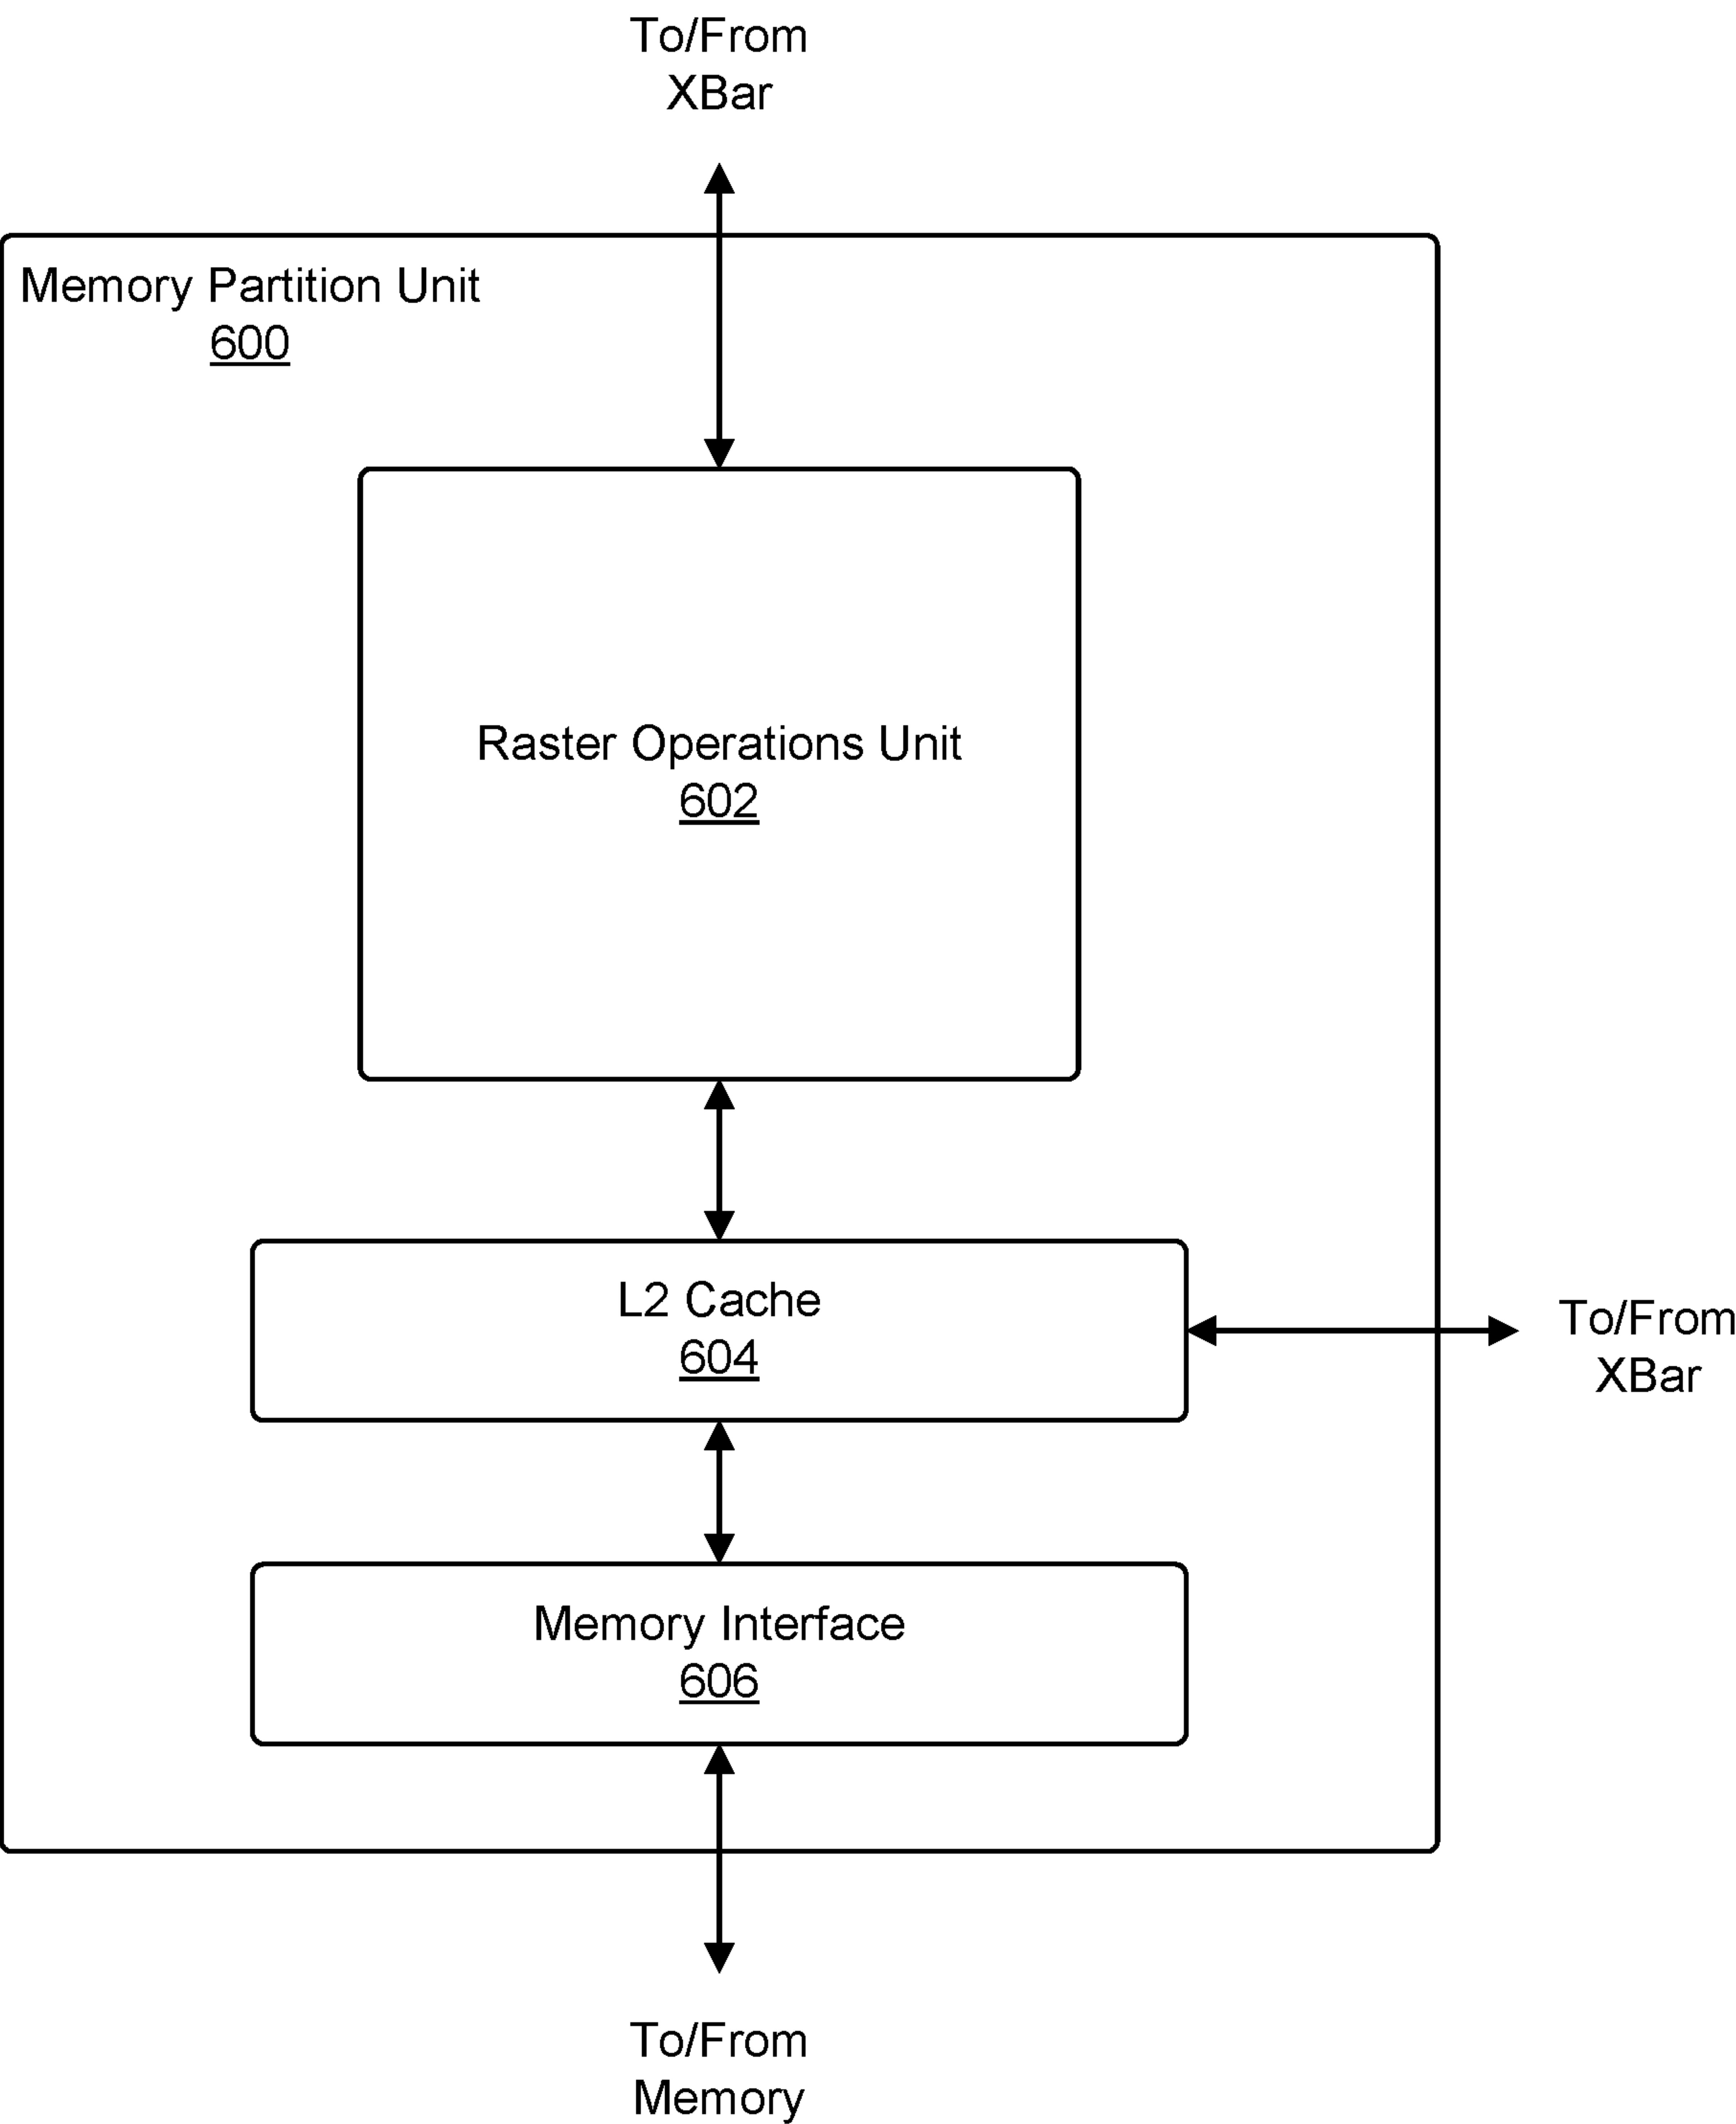 To/From
XBar
Memory Partition Unit
600
Raster Operations Unit
602
L2 Cache
604
To/From
XBar
Memory Interface
606
To/From
Memory